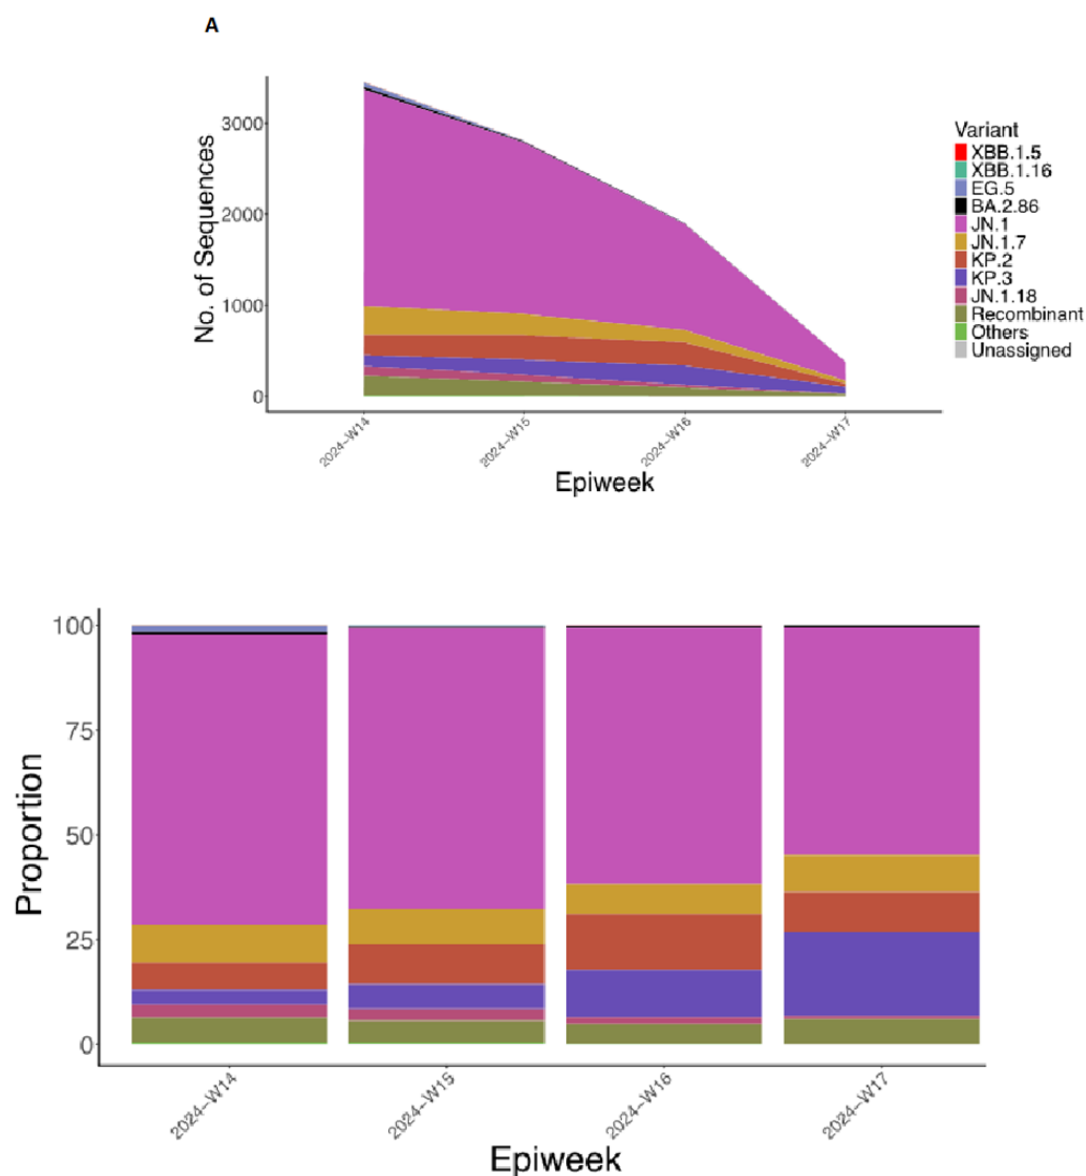 A
No. of Sequences
3000
2000
1000
0
2024-W14
2024-W15
2024-W16
2024-W17
Epiweek
Variant
XBB.1.5
XBB.1.16
EG.5
BA.2.86
JN.1
JN.1.7
KP.2
KP.3
JN.1.18
Recombinant
Others
Unassigned
Proportion
100
75
50
25
0
2024-W14
2024-W15
2024-W16
2024-W17
Epiweek